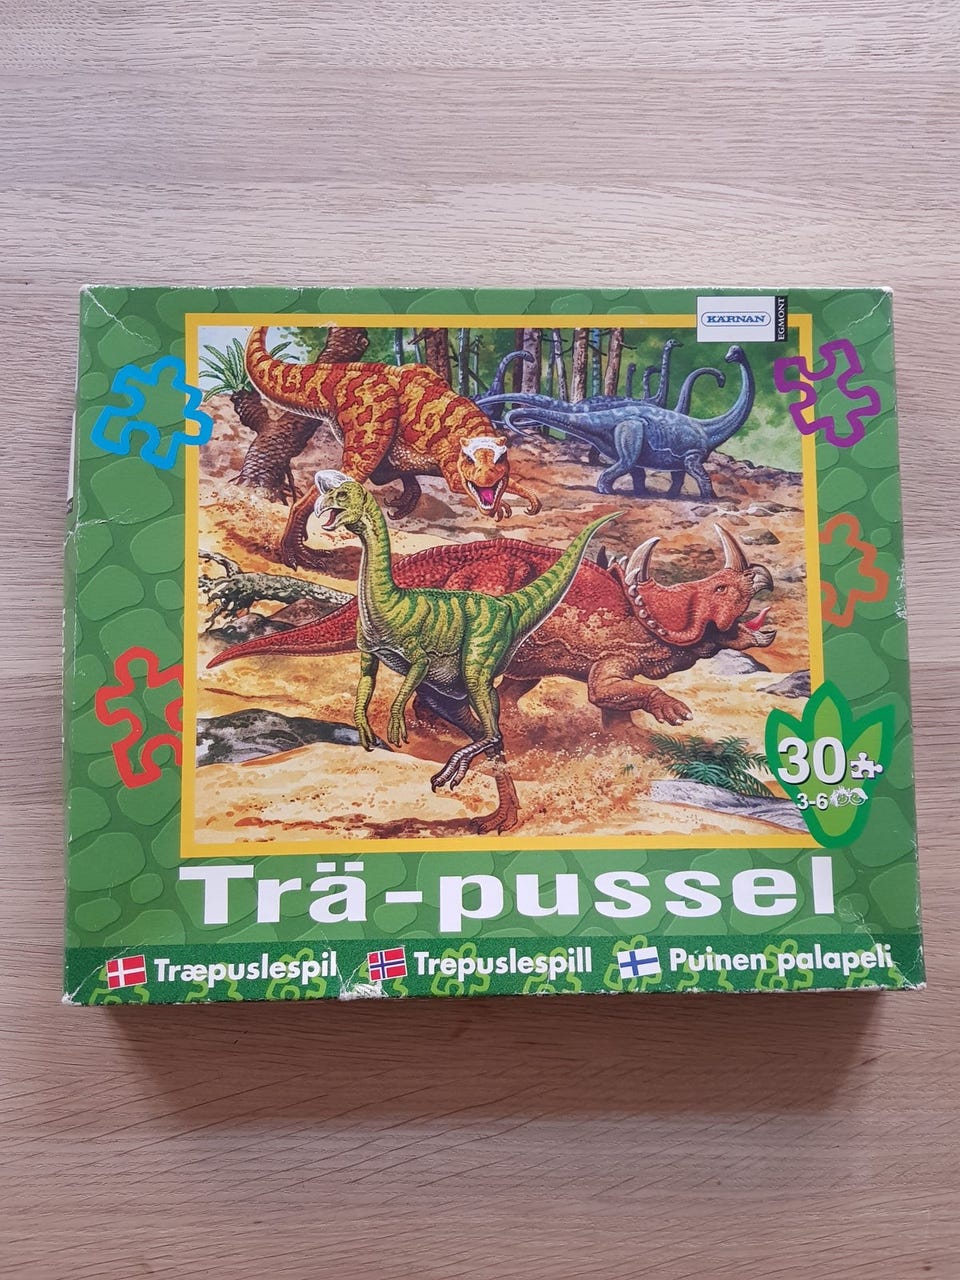 KÄRNAN
EGMONT
30
3-6
Trä-pussel
Træpuslespil
Trepuslespill
Puinen palapeli